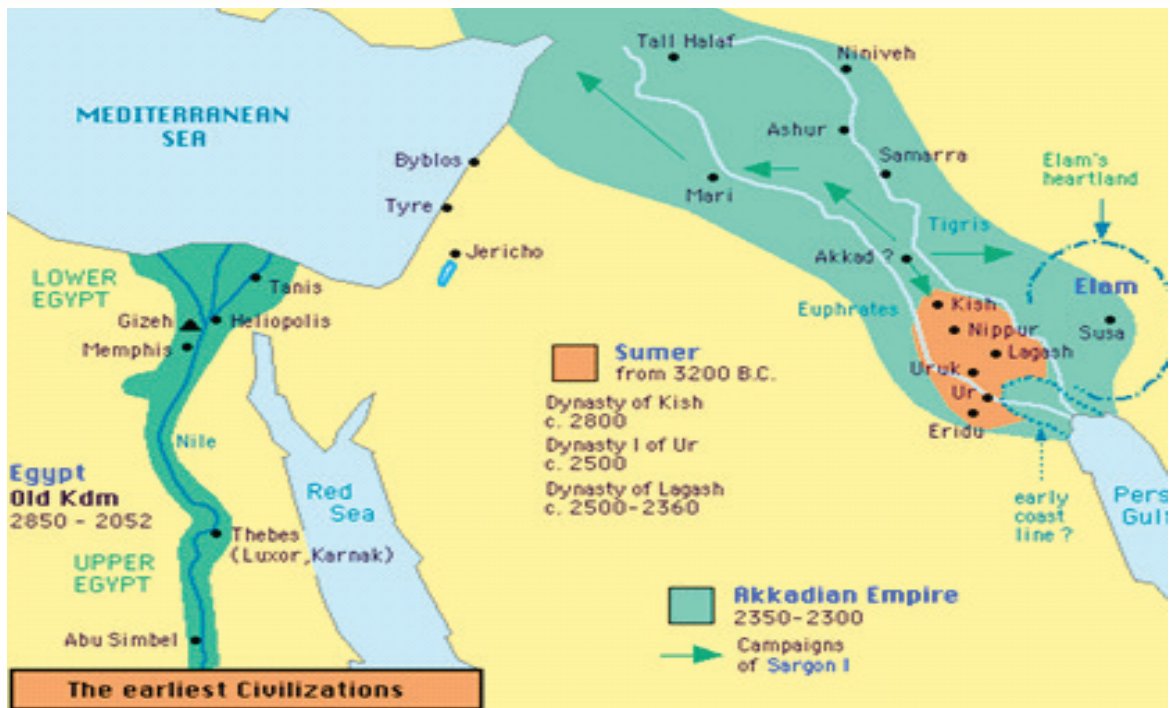 MEDITERRANEAN
SEA
Tall Halaf
Niniveh
Ashur
Samarra
Byblos
Mari
Elam's
heartland
Tyre
Tigris
Jericho
Akkad ?
LOWER
EGYPT
Tanis
Elam
Gizeh
Heliopolis
Euphrates
Kish
Susa
Memphis
Nippur
Lagash
Sumer
from 3200 B.C.
Uruk
Ur
Eridu
Dynasty of Kish
c. 2800
Dynasty I of Ur
c. 2500
Dynasty of Lagash
c. 2500-2360
Nile
Egypt
Old Kdm
2850 - 2052
Red
Sea
early
coast
line ?
Pers
Gulf
Thebes
(Luxor,Karnak)
UPPER
EGYPT
Akkadian Empire
2350-2300
Abu Simbel
Campaigns
of Sargon I
The earliest Civilizations